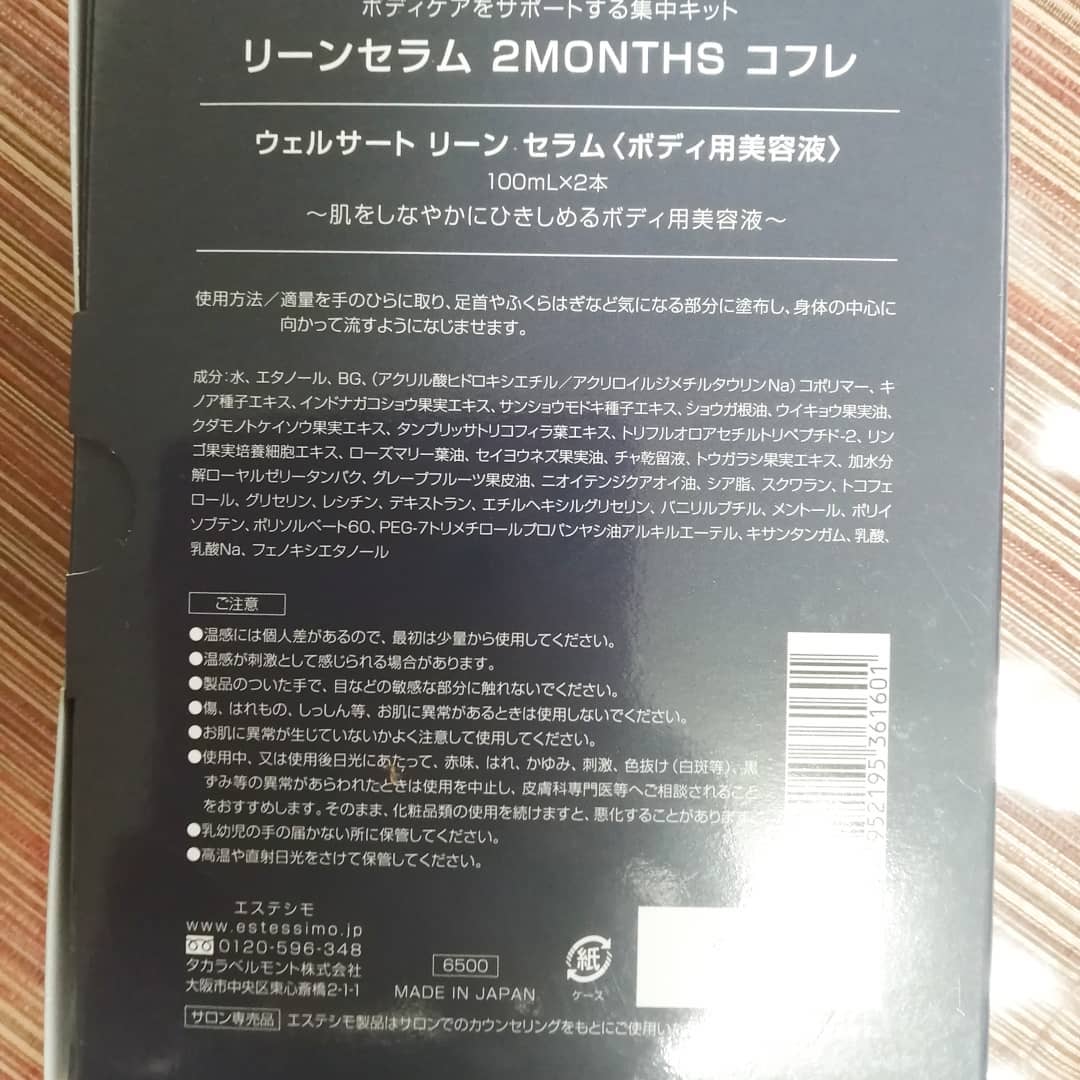 ボディケアをサポートする集中キット
リーンセラム 2MONTHS コフレ
ウェルサート リーン セラム〈ボディ用美容液〉
100mL×2本
～肌をしなやかにひきしめるボディ用美容液～
使用方法／適量を手のひらに取り、足首やふくらはぎなど気になる部分に塗布し、身体の中心に
向かって流すようになじませます。
成分：水、エタノール、BG、（アクリル酸ヒドロキシエチル／アクリロイルジメチルタウリンNa）コポリマー、キ
ノア種子エキス、インドナガコショウ果実エキス、サンショウモドキ種子エキス、ショウガ根油、ウイキョウ果実油、
クダモノトケイソウ果実エキス、タンブリッサトリコフィラ葉エキス、トリフルオロアセチルトリペプチド-2、リン
ゴ果実培養細胞エキス、ローズマリー葉油、セイヨウネズ果実油、チャ乾留液、トウガラシ果実エキス、加水分
解ローヤルゼリータンパク、グレープフルーツ果皮油、ニオイテンジクアオイ油、シア脂、スクワラン、トコフェ
ロール、グリセリン、レシチン、デキストラン、エチルヘキシルグリセリン、バニリルブチル、メントール、ポリイ
ソブテン、ポリソルベート60、PEG-7トリメチロールプロパンヤシ油アルキルエーテル、キサンタンガム、乳酸、
乳酸Na、フェノキシエタノール
ご注意
●温感には個人差があるので、最初は少量から使用してください。
●温感が刺激として感じられる場合があります。
●製品のついた手で、目などの敏感な部分に触れないでください。
●傷、はれもの、しっしん等、お肌に異常があるときは使用しないでください。
●お肌に異常が生じていないかよく注意して使用してください。
●使用中、又は使用後日光にあたって、赤味、はれ、かゆみ、刺激、色抜け（白斑等）、黒
ずみ等の異常があらわれたときは使用を中止し、皮膚科専門医等へご相談されること
をおすすめします。そのまま、化粧品類の使用を続けますと、悪化することがあります。
●乳幼児の手の届かない所に保管してください。
●高温や直射日光をさけて保管してください。
952195 361601
エステシモ
www.estessimo.jp
0120-596-348
タカラベルモント株式会社
大阪市中央区東心斎橋2-1-1
6500
MADE IN JAPAN
紙
ケース
サロン専売品 エステシモ製品はサロンでのカウンセリングをもとにご使用い